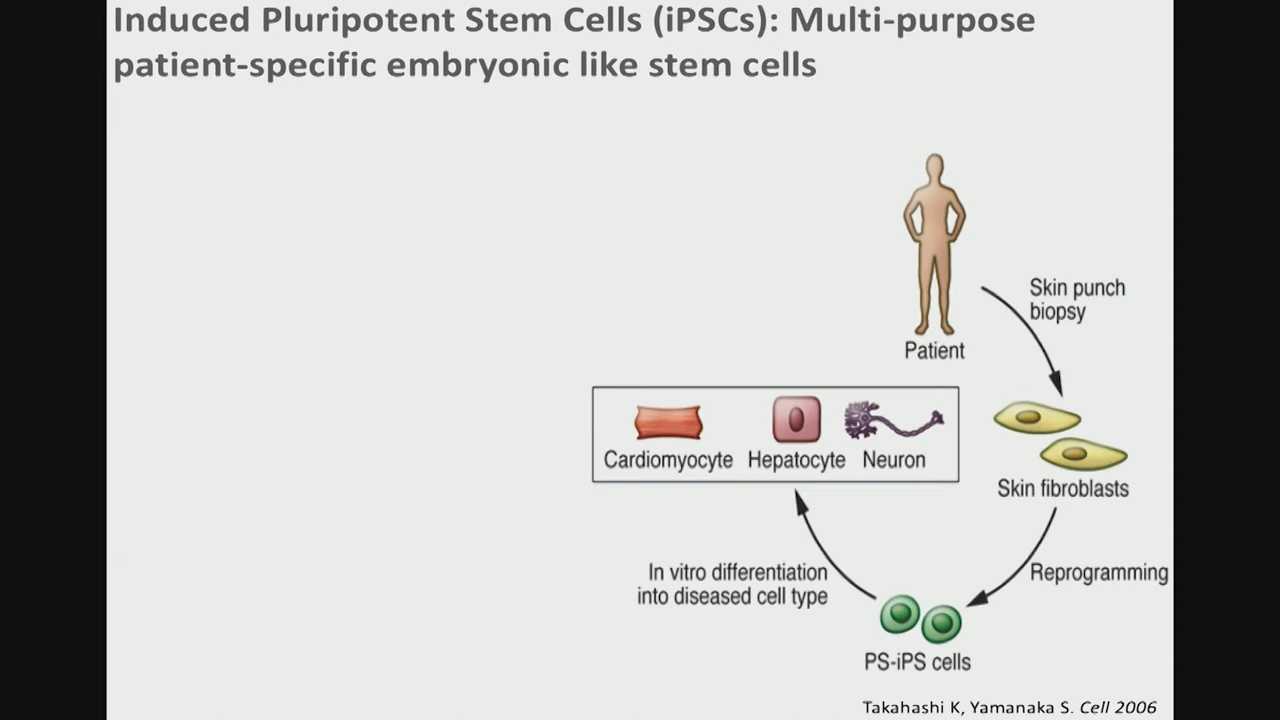 Induced Pluripotent Stem Cells (iPSCs): Multi-purpose
patient-specific embryonic like stem cells
Skin punch
biopsy
Patient
Cardiomyocyte Hepatocyte Neuron
Skin fibroblasts
In vitro differentiation
into diseased cell type
Reprogramming
PS-iPS cells
Takahashi K, Yamanaka S. Cell 2006